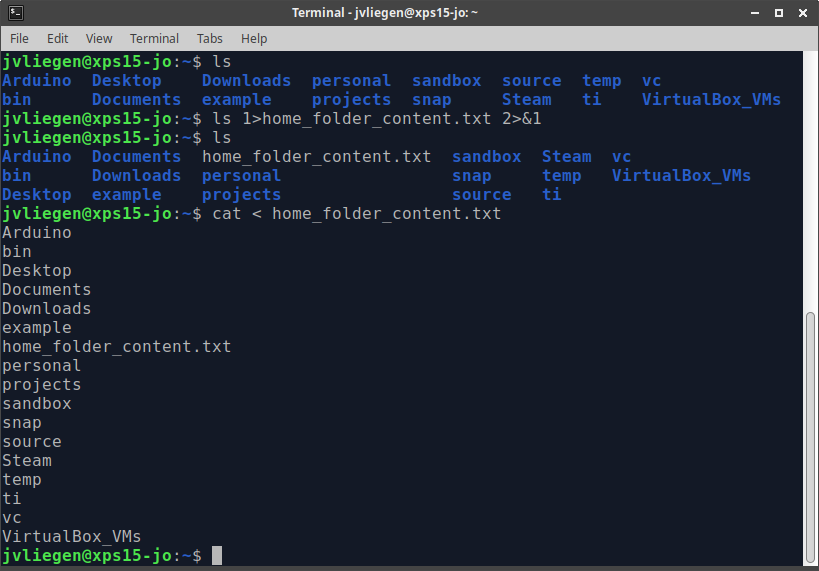 Terminal - jvliegen@xps15-jo: ~
File Edit View Terminal Tabs Help
jvliegen@xps15-jo:~$ ls
Arduino  Desktop    Downloads  personal  sandbox  source  temp  vc
bin      Documents  example    projects  snap     Steam   ti    VirtualBox_VMs
jvliegen@xps15-jo:~$ ls 1>home_folder_content.txt 2>&1
jvliegen@xps15-jo:~$ ls
Arduino  Documents  home_folder_content.txt  sandbox  Steam  vc
bin      Downloads  personal                 snap     temp   VirtualBox_VMs
Desktop  example    projects                 source   ti
jvliegen@xps15-jo:~$ cat < home_folder_content.txt
Arduino
bin
Desktop
Documents
Downloads
example
home_folder_content.txt
personal
projects
sandbox
snap
source
Steam
temp
ti
vc
VirtualBox_VMs
jvliegen@xps15-jo:~$